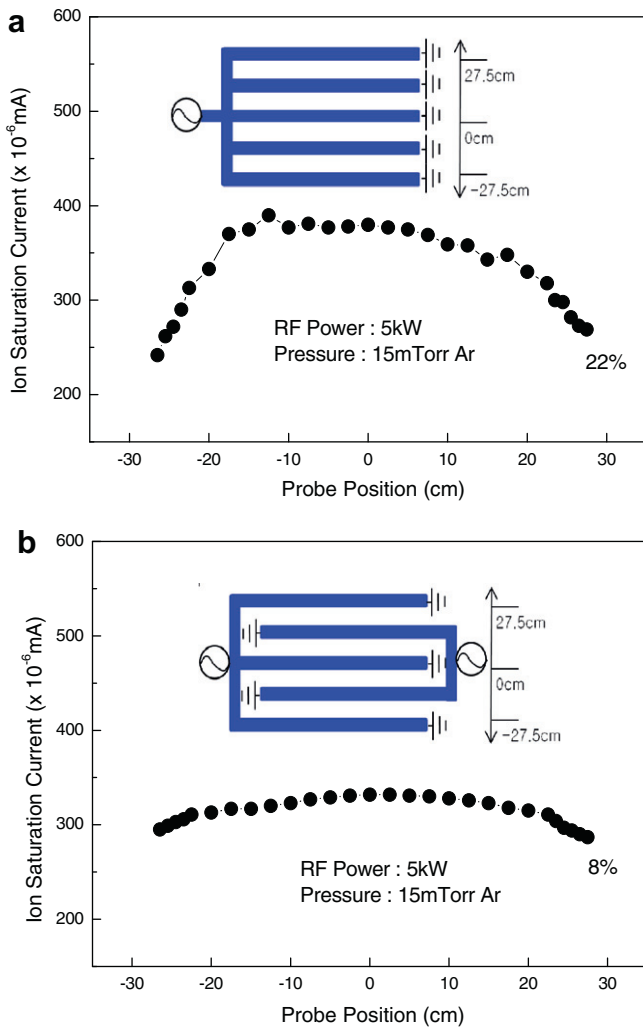 a
600
500
400
300
200
Ion Saturation Current (x 10⁻⁶mA)
27.5cm
0cm
-27.5cm
RF Power : 5kW
Pressure : 15mTorr Ar
22%
-30 -20 -10 0 10 20 30
Probe Position (cm)
b
600
500
400
300
200
Ion Saturation Current (x 10⁻⁶mA)
27.5cm
0cm
-27.5cm
RF Power : 5kW
Pressure : 15mTorr Ar
8%
-30 -20 -10 0 10 20 30
Probe Position (cm)